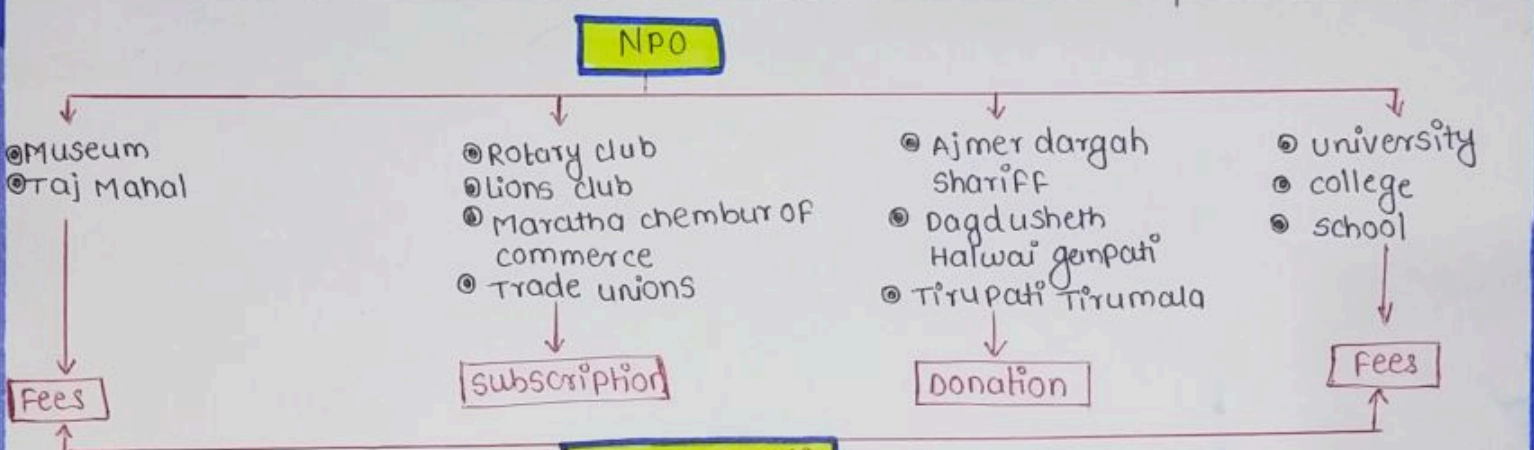 NPO
Museum
Taj Mahal
Fees
Rotary club
Lions club
Maratha chembur of
commerce
Trade unions
subscription
Ajmer dargah
shariff
Dagdusheth
Halwai ganpati
Tirupati Tirumala
Donation
university
college
school
Fees